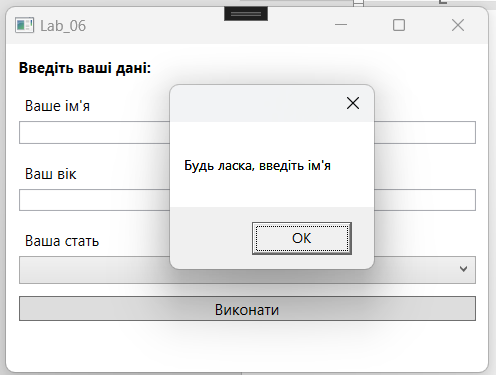 Lab_06
Введіть ваші дані:
Ваше ім'я
Будь ласка, введіть ім'я
Ваш вік
OK
Ваша стать
Виконати